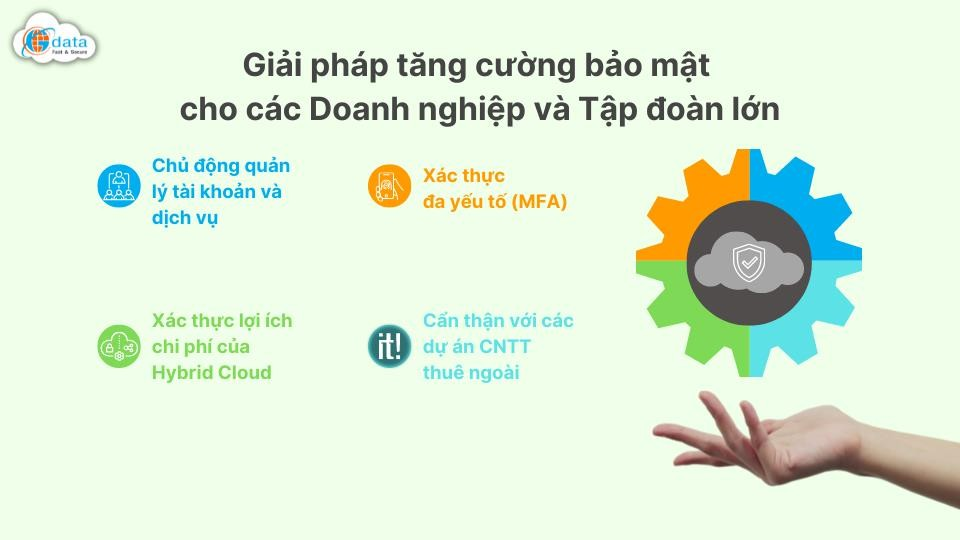 data
Fast & Secure
Giải pháp tăng cường bảo mật
cho các Doanh nghiệp và Tập đoàn lớn
Chủ động quản
lý tài khoản và
dịch vụ
Xác thực
đa yếu tố (MFA)
Xác thực lợi ích
chi phí của
Hybrid Cloud
it!
Cẩn thận với các
dự án CNTT
thuê ngoài